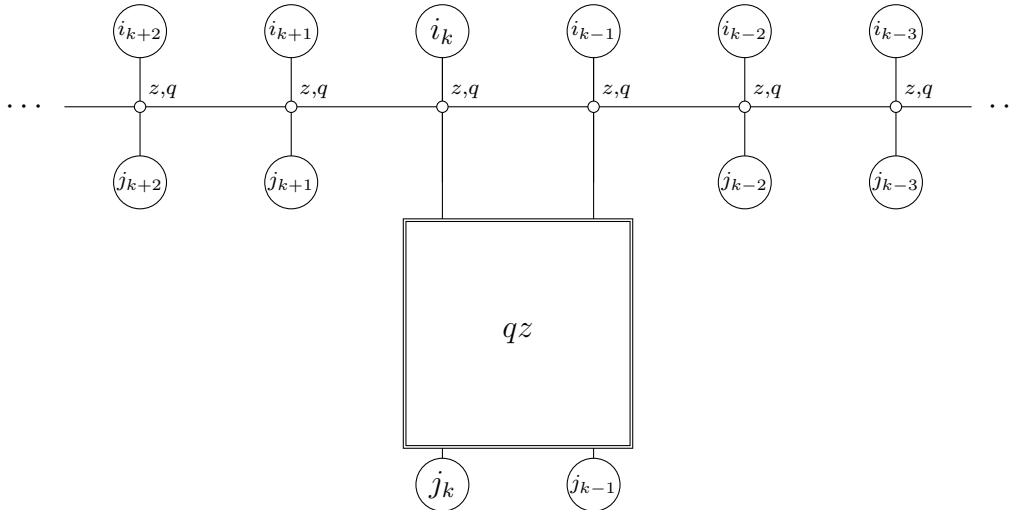 i_{k+2} i_{k+1} i_k i_{k−1} i_{k−2} i_{k−3}
z,q z,q z,q z,q z,q z,q
··· ··
j_{k+2} j_{k+1} j_{k−2} j_{k−3}
qz
j_k j_{k−1}